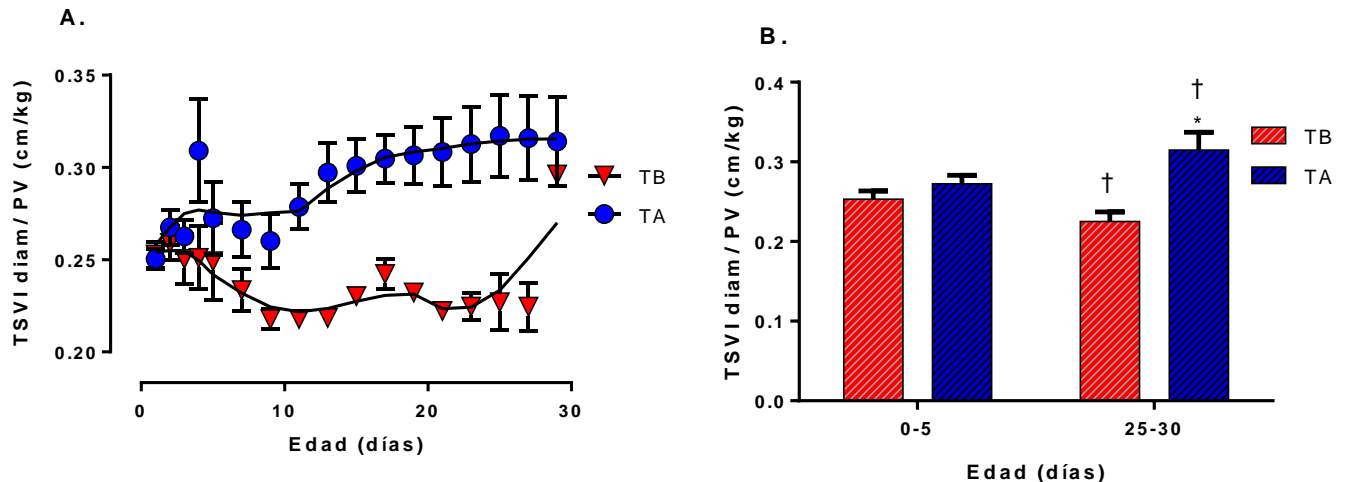 A.
TSVI diam / PV (cm/kg)
0.35
0.30
0.25
0.20
0
10
20
30
Edad (días)
TB
TA
B.
TSVI diam / PV (cm/kg)
0.4
0.3
0.2
0.1
0.0
†
†
*
0-5
25-30
Edad (días)
TB
TA